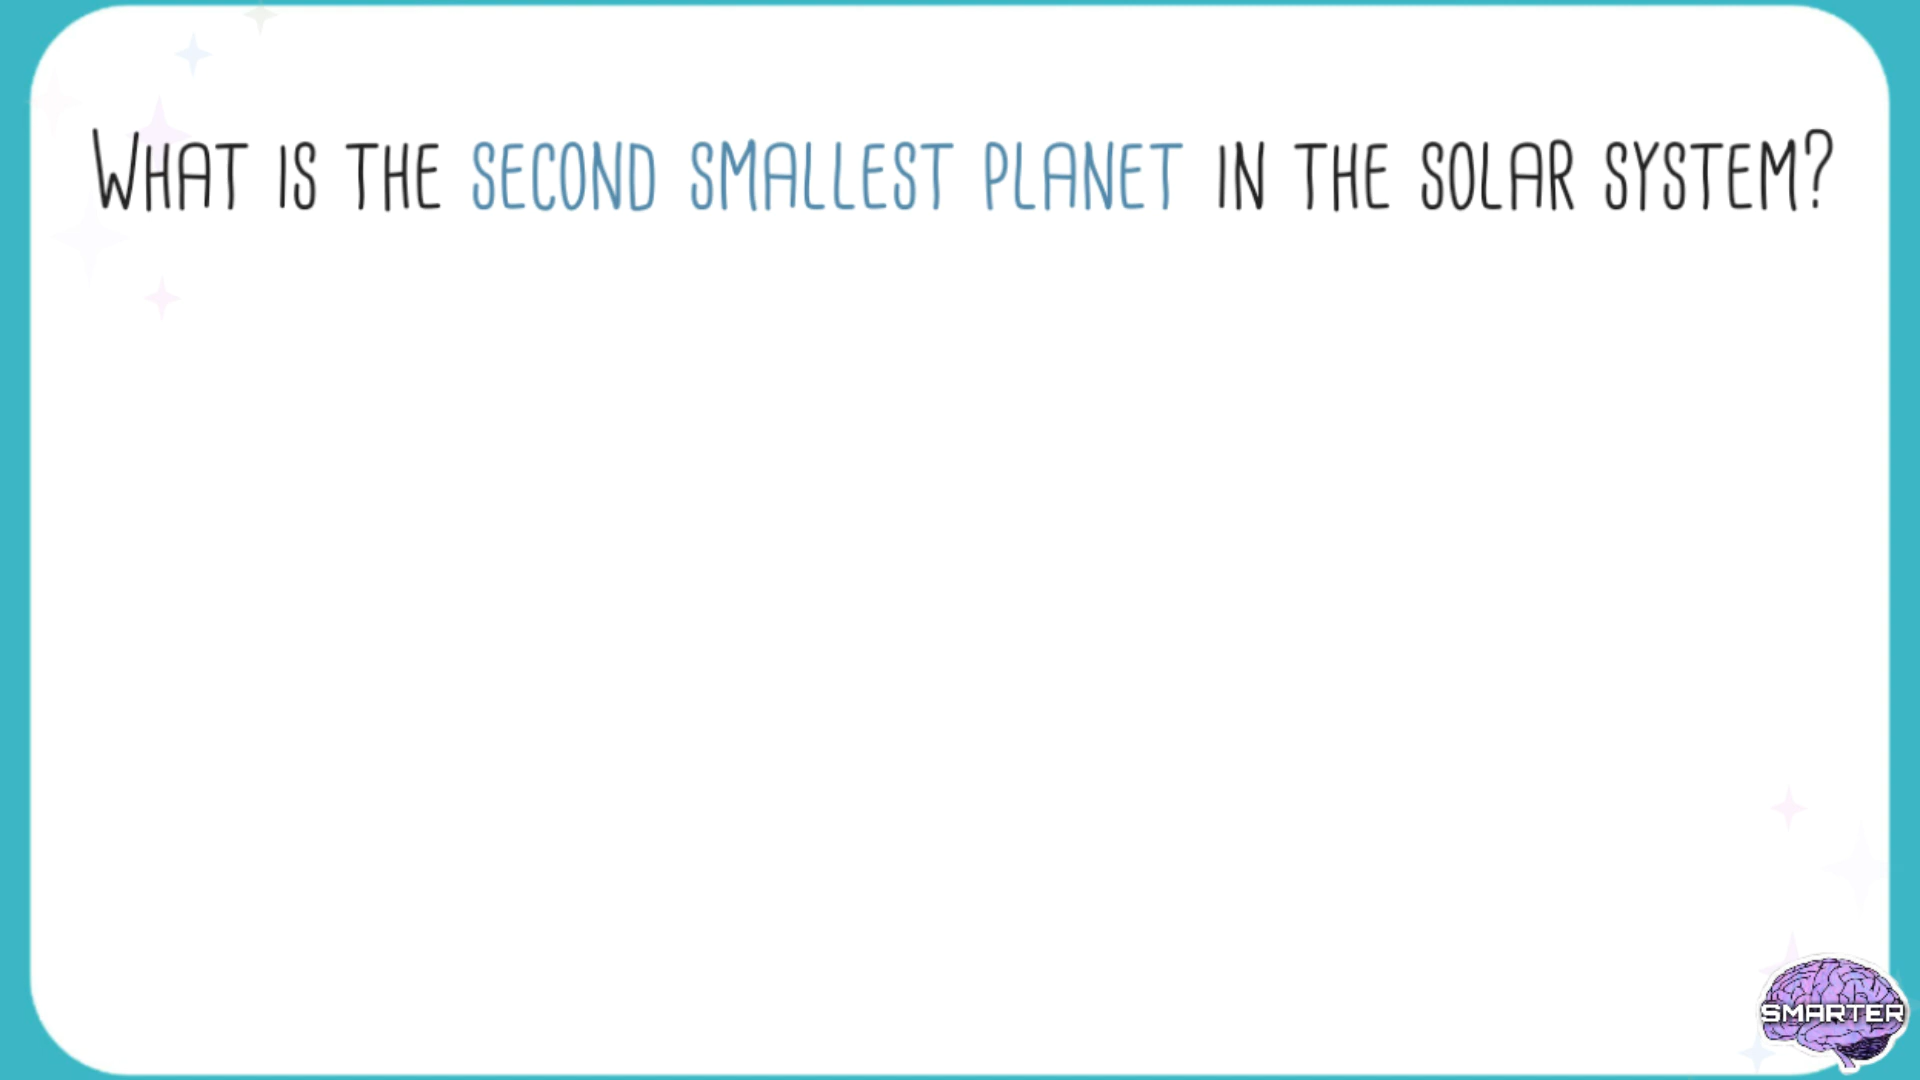 WHAT IS THE SECOND SMALLEST PLANET IN THE SOLAR SYSTEM?
SMARTER